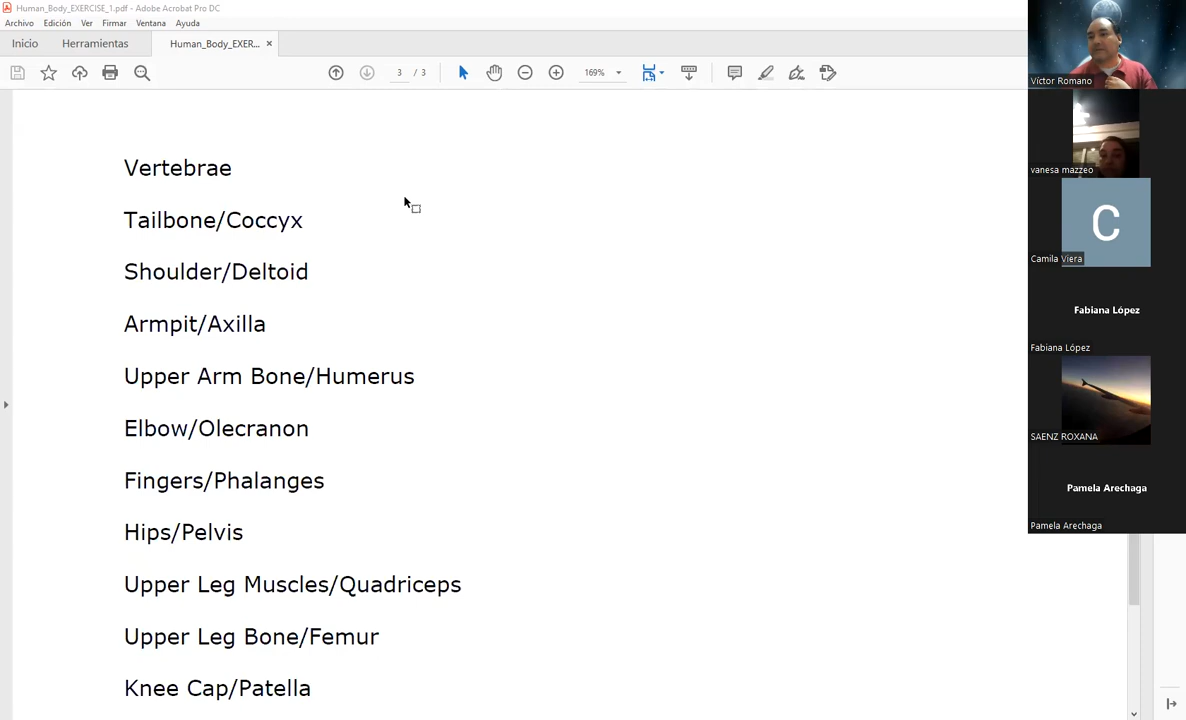 Human_Body_EXERCISE_1.pdf - Adobe Acrobat Pro DC
Archivo Edición Ver Firmar Ventana Ayuda
Inicio Herramientas Human_Body_EXER... ×
3 / 3 169%
Vertebrae
Tailbone/Coccyx
Shoulder/Deltoid
Armpit/Axilla
Upper Arm Bone/Humerus
Elbow/Olecranon
Fingers/Phalanges
Hips/Pelvis
Upper Leg Muscles/Quadriceps
Upper Leg Bone/Femur
Knee Cap/Patella
Víctor Romano
vanesa mazzeo
C
Camila Viera
Fabiana López
Fabiana López
SAENZ ROXANA
Pamela Arechaga
Pamela Arechaga